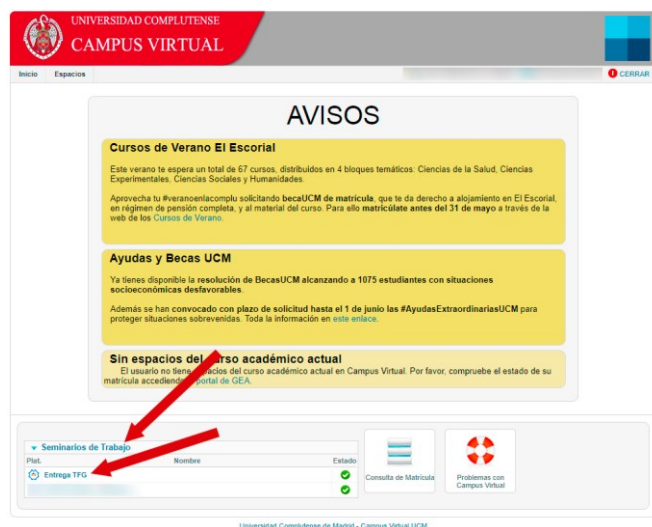 UNIVERSIDAD COMPLUTENSE
CAMPUS VIRTUAL
Inicio Espacios CERRAR
AVISOS
Cursos de Verano El Escorial
Este verano te espera un total de 67 cursos, distribuidos en 4 bloques temáticos: Ciencias de la Salud, Ciencias
Experimentales, Ciencias Sociales y Humanidades.
Aprovecha tu #veranoenlacomplu solicitando becaUCM de matrícula, que te da derecho a alojamiento en El Escorial,
en régimen de pensión completa, y al material del curso. Para ello matricúlate antes del 31 de mayo a través de la
web de los Cursos de Verano.
Ayudas y Becas UCM
Ya tienes disponible la resolución de BecasUCM alcanzando a 1075 estudiantes con situaciones
socioeconómicas desfavorables.
Además se han convocado con plazo de solicitud hasta el 1 de junio las #AyudasExtraordinariasUCM para
proteger situaciones sobrevenidas. Toda la información en este enlace.
Sin espacios del curso académico actual
El usuario no tiene espacios del curso académico actual en Campus Virtual. Por favor, compruebe el estado de su
matrícula accediendo portal de GEA.
Seminarios de Trabajo
Plat. Nombre Estado
Entrega TFG
Consulta de Matrícula
Problemas con
Campus Virtual
Universidad Complutense de Madrid - Campus Virtual UCM